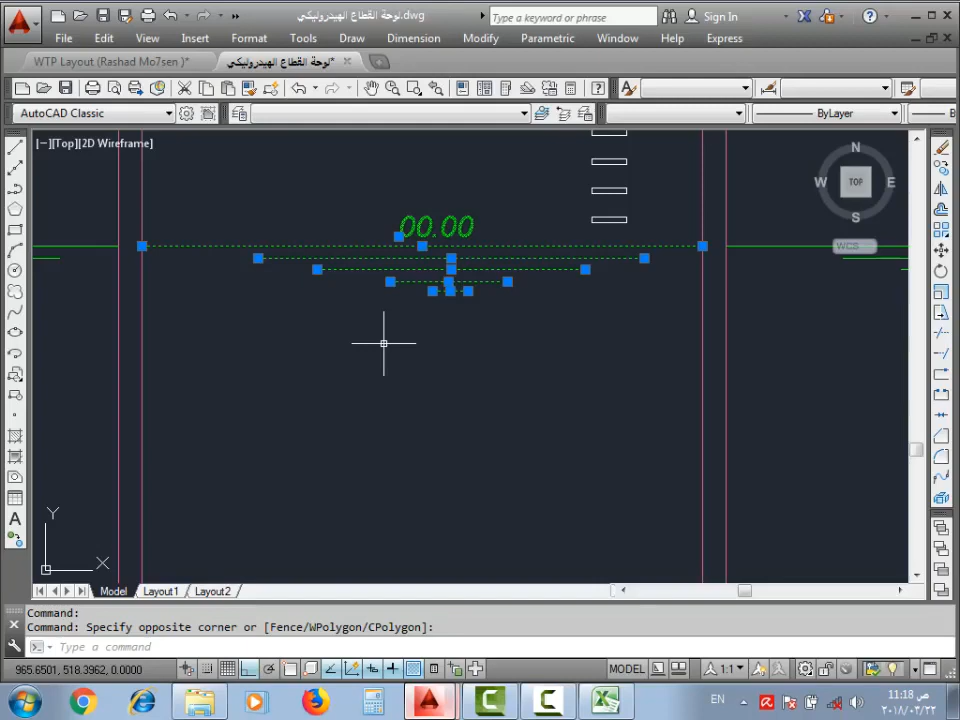 لوحة القطاع الهيدروليكي.dwg
Type a keyword or phrase
Sign In
File Edit View Insert Format Tools Draw Dimension Modify Parametric Window Help Express
WTP Layout (Rashad Mo7sen )*
لوحة القطاع الهيدروليكي*
AutoCAD Classic
ByLayer
[−][Top][2D Wireframe]
N
W TOP E
S
WCS
00.00
Y
X
Model Layout1 Layout2
Command:
Command: Specify opposite corner or [Fence/WPolygon/CPolygon]:
Type a command
965.6501, 518.3962, 0.0000
MODEL
1:1
EN
11:18 ص
٢٠١٨/٠٣/٢٢